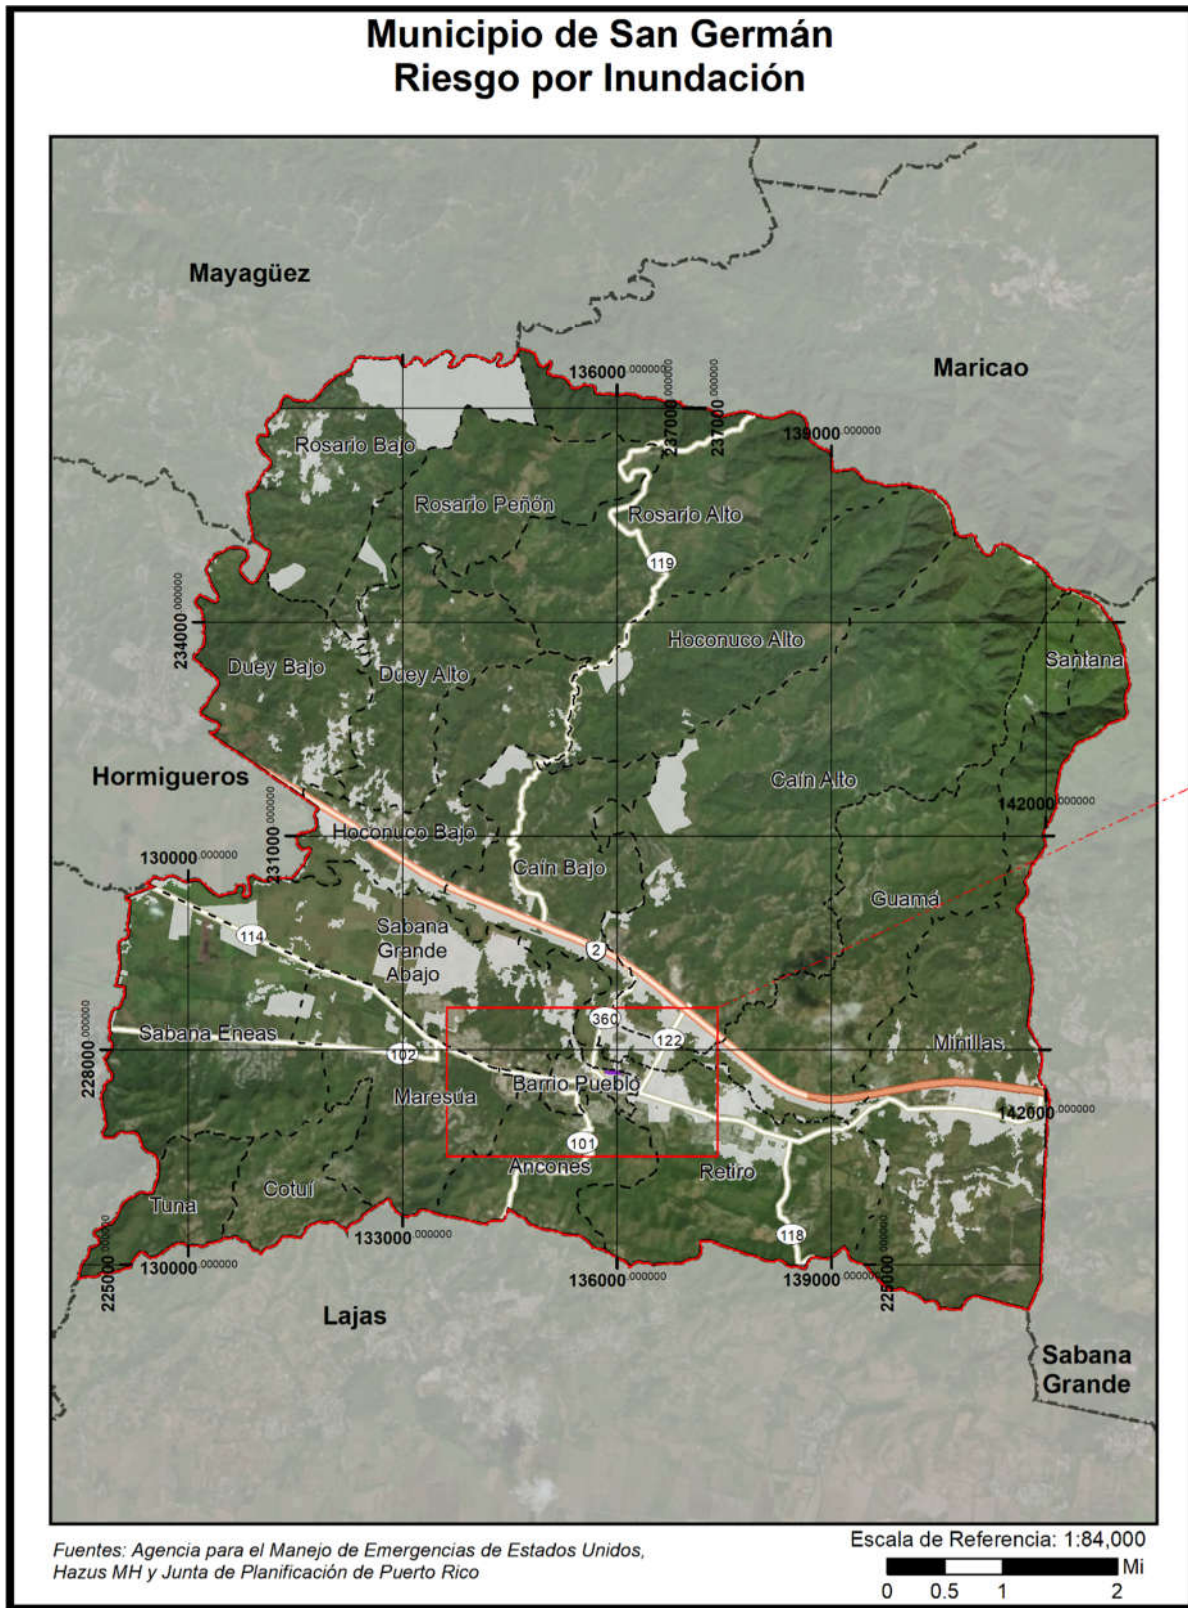 Municipio de San Germán
Riesgo por Inundación
Mayagüez
Maricao
136000.000000
237000.000000
237000.000000
139000.000000
Rosario Bajo
Rosario Peñón
Rosario Alto
119
234000.000000
Hoconuco Alto
Santana
Duey Bajo
Duey Alto
Hormigueros
Caín Alto
142000.000000
231000.000000
Hoconuco Bajo
130000.000000
Caín Bajo
Guamá
Sabana
Grande
Abajo
114
2
360
122
Sabana Eneas
102
228000.000000
Minillas
Barrio Pueblo
Maresúa
142000.000000
101
Ancones
Retiro
Cotuí
Tuna
118
133000.000000
130000.000000
225000.000000
136000.000000
139000.000000
225000.000000
Lajas
Sabana
Grande
Fuentes: Agencia para el Manejo de Emergencias de Estados Unidos,
Hazus MH y Junta de Planificación de Puerto Rico
Escala de Referencia: 1:84,000
Mi
0 0.5 1 2